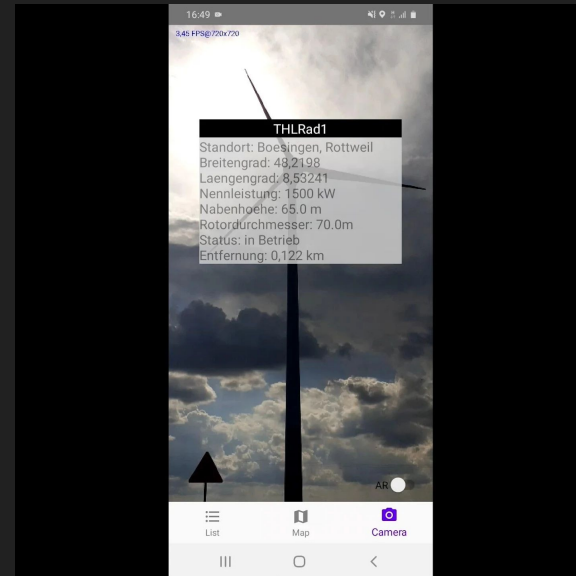 16:49
3,45 FPS@720x720
THLRad1
Standort: Boesingen, Rottweil
Breitengrad: 48,2198
Laengengrad: 8,53241
Nennleistung: 1500 kW
Nabenhoehe: 65.0 m
Rotordurchmesser: 70.0m
Status: in Betrieb
Entfernung: 0,122 km
AR
List Map Camera